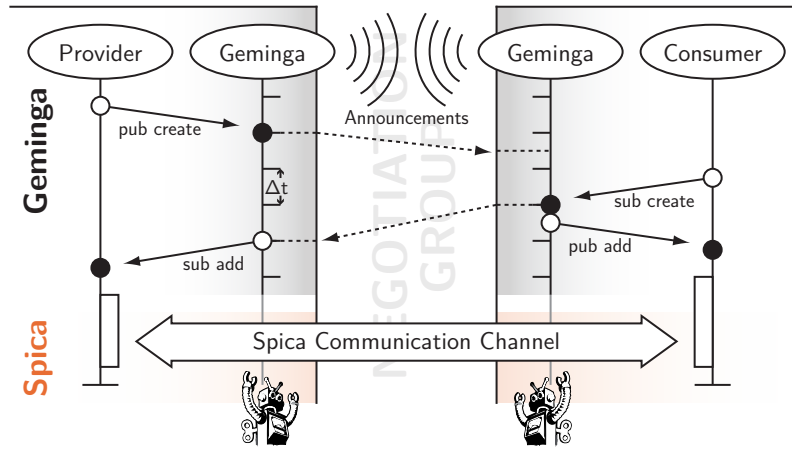 Provider
Geminga
Geminga
Consumer
Announcements
pub create
Δt
sub create
pub add
sub add
NEGOTIATION
GROUP
Geminga
Spica
Spica Communication Channel